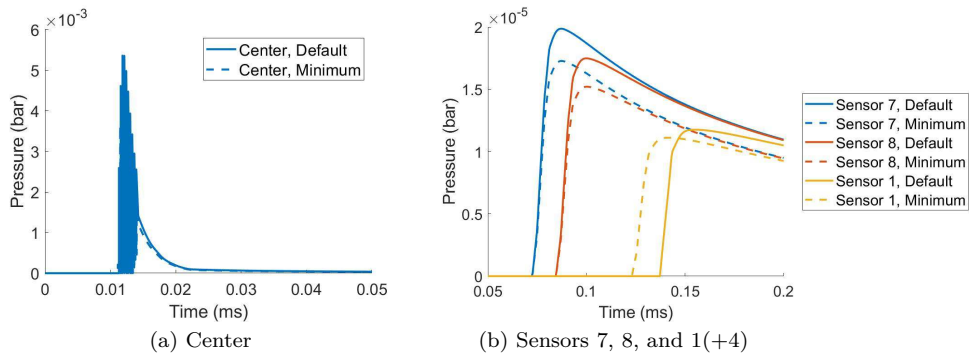 ×10⁻³
6
5
4
3
2
1
0
Pressure (bar)
0 0.01 0.02 0.03 0.04 0.05
Time (ms)
Center, Default
Center, Minimum
(a) Center
×10⁻⁵
2
1.5
1
0.5
0
Pressure (bar)
0.05 0.1 0.15 0.2
Time (ms)
Sensor 7, Default
Sensor 7, Minimum
Sensor 8, Default
Sensor 8, Minimum
Sensor 1, Default
Sensor 1, Minimum
(b) Sensors 7, 8, and 1(+4)